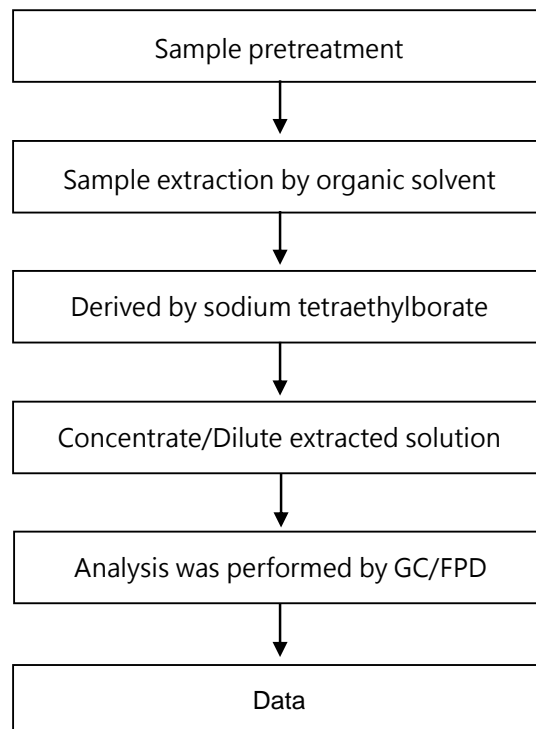 Sample pretreatment
Sample extraction by organic solvent
Derived by sodium tetraethylborate
Concentrate/Dilute extracted solution
Analysis was performed by GC/FPD
Data